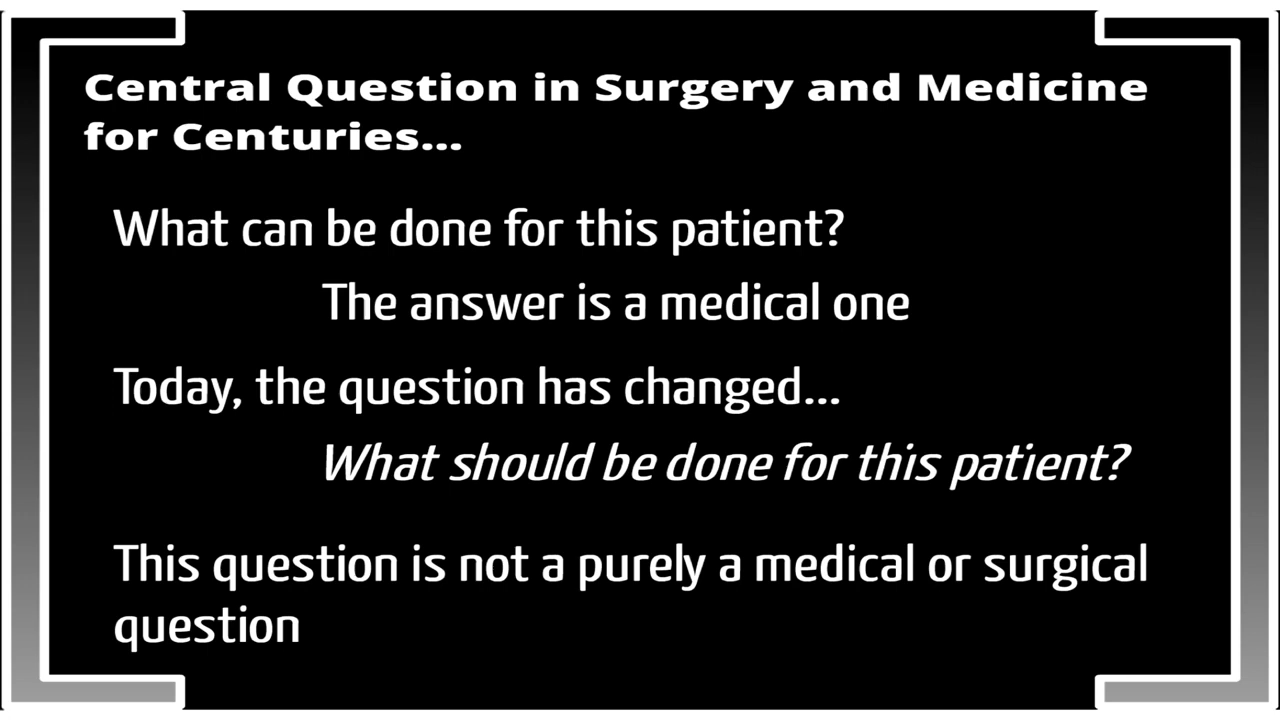 Central Question in Surgery and Medicine
for Centuries...
What can be done for this patient?
The answer is a medical one
Today, the question has changed...
What should be done for this patient?
This question is not a purely a medical or surgical
question